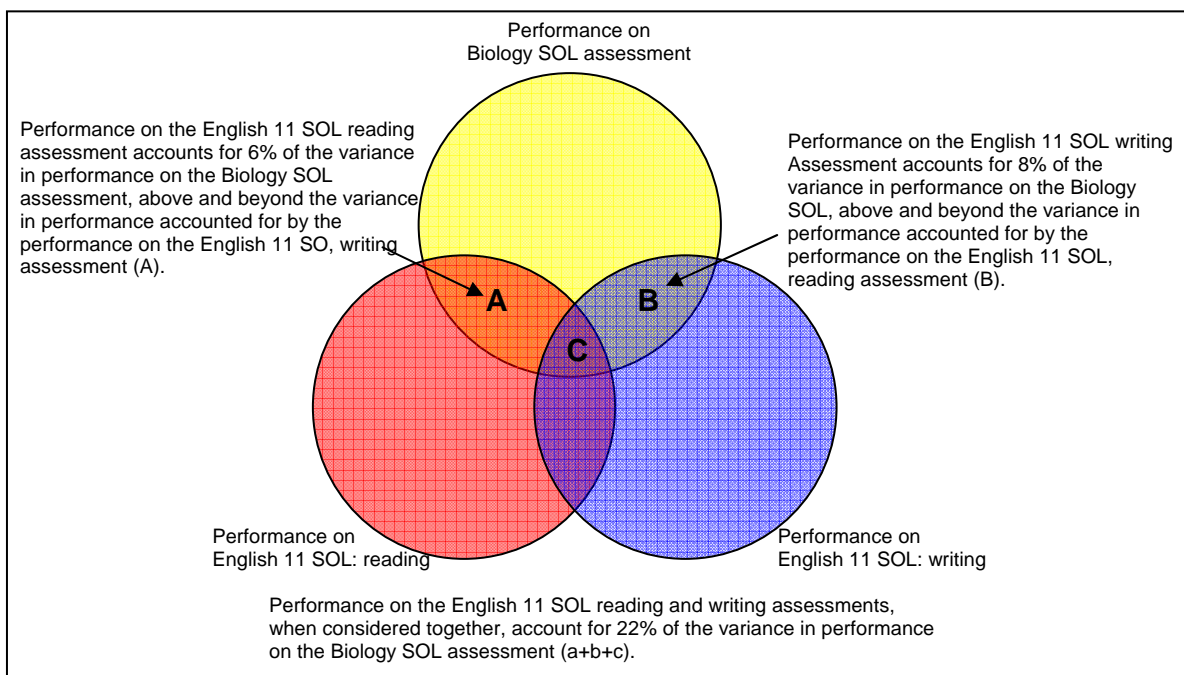 Performance on
Biology SOL assessment
Performance on the English 11 SOL reading
assessment accounts for 6% of the variance
in performance on the Biology SOL
assessment, above and beyond the variance
in performance accounted for by the
performance on the English 11 SO, writing
assessment (A).
Performance on the English 11 SOL writing
Assessment accounts for 8% of the
variance in performance on the Biology
SOL, above and beyond the variance in
performance accounted for by the
performance on the English 11 SOL,
reading assessment (B).
A
B
C
Performance on
English 11 SOL: reading
Performance on
English 11 SOL: writing
Performance on the English 11 SOL reading and writing assessments,
when considered together, account for 22% of the variance in performance
on the Biology SOL assessment (a+b+c).